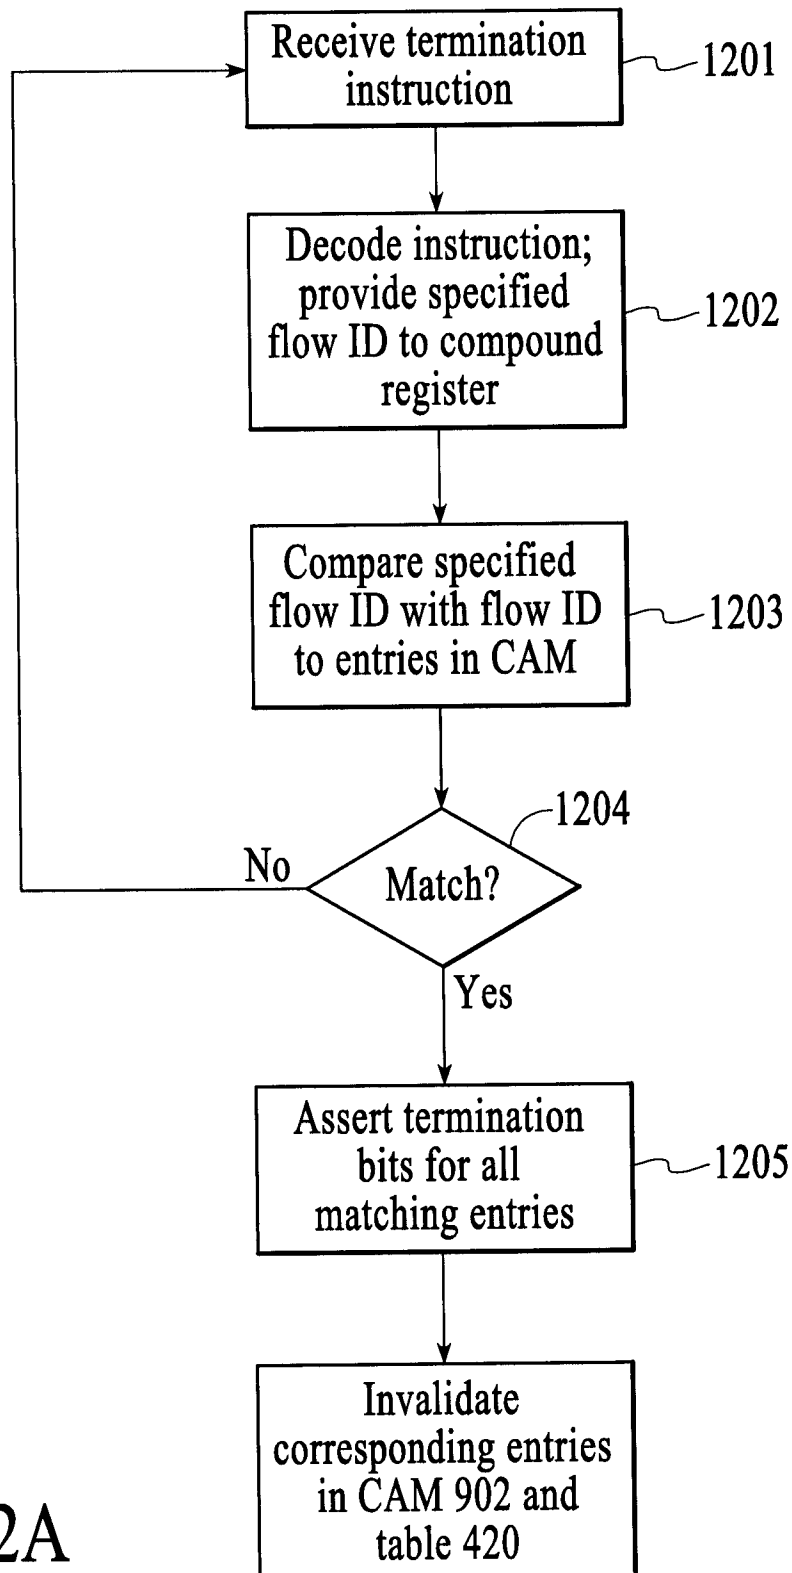 Receive termination
instruction
1201
Decode instruction;
provide specified
flow ID to compound
register
1202
Compare specified
flow ID with flow ID
to entries in CAM
1203
1204
Match?
No
Yes
Assert termination
bits for all
matching entries
1205
Invalidate
corresponding entries
in CAM 902 and
table 420
2A